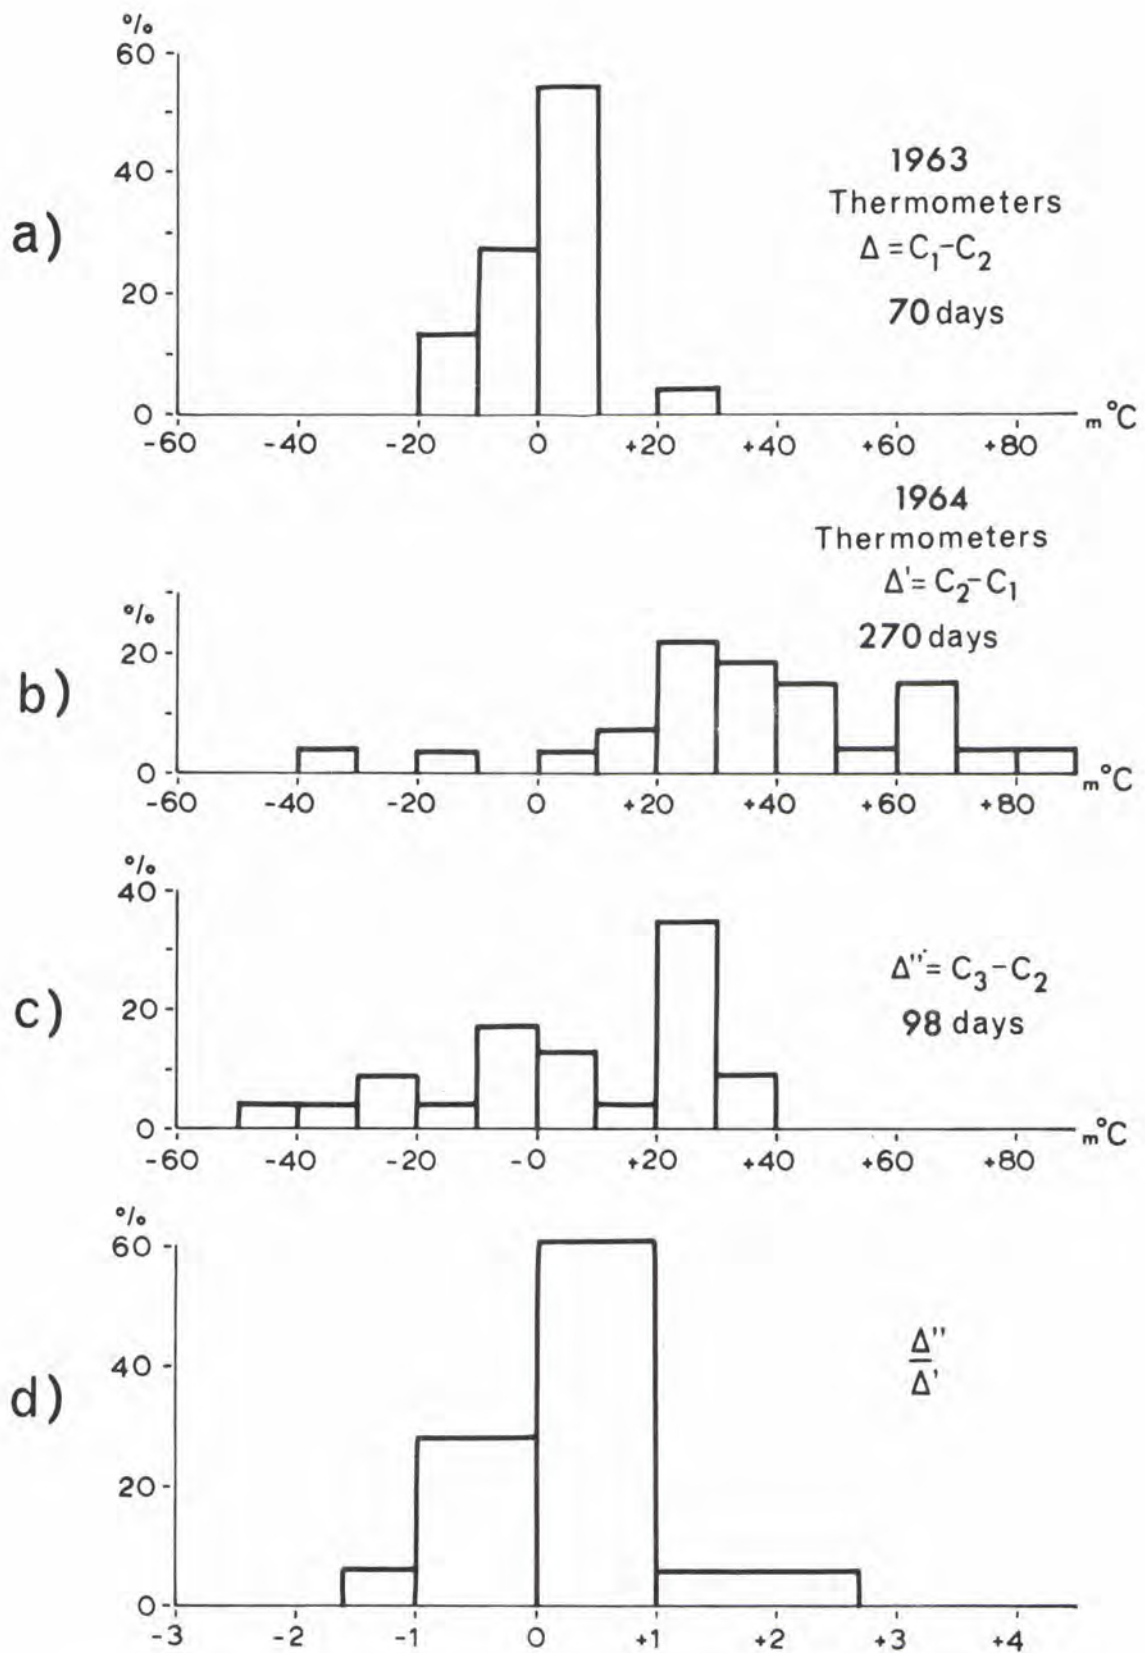 a)
%
60
40
20
0
-60 -40 -20 0 +20 +40 +60 +80 m°C
1963
Thermometers
Δ = C₁-C₂
70 days
b)
%
20
0
-60 -40 -20 0 +20 +40 +60 +80 m°C
1964
Thermometers
Δ' = C₂-C₁
270 days
c)
%
40
20
0
-60 -40 -20 -0 +20 +40 +60 +80 m°C
Δ" = C₃-C₂
98 days
d)
%
60
40
20
0
-3 -2 -1 0 +1 +2 +3 +4
Δ"
Δ'